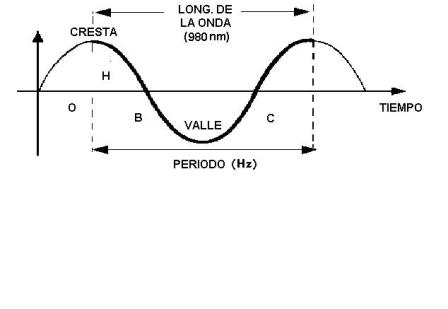 LONG. DE
LA ONDA
(980 nm)
CRESTA
H
TIEMPO
O
B
VALLE
C
PERIODO (Hz)